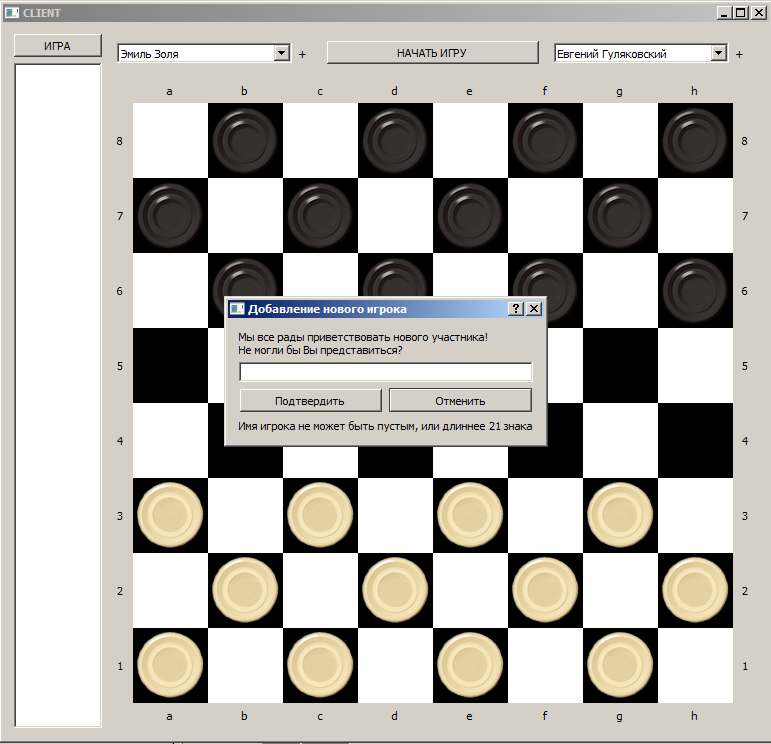 CLIENT
ИГРА
Эмиль Золя
+
НАЧАТЬ ИГРУ
Евгений Гуляковский
+
a b c d e f g h
8 8
7 7
6 6
Добавление нового игрока
Мы все рады приветствовать нового участника!
Не могли бы Вы представиться?
Подтвердить
Отменить
Имя игрока не может быть пустым, или длиннее 21 знака
5 5
4 4
3 3
2 2
1 1
a b c d e f g h